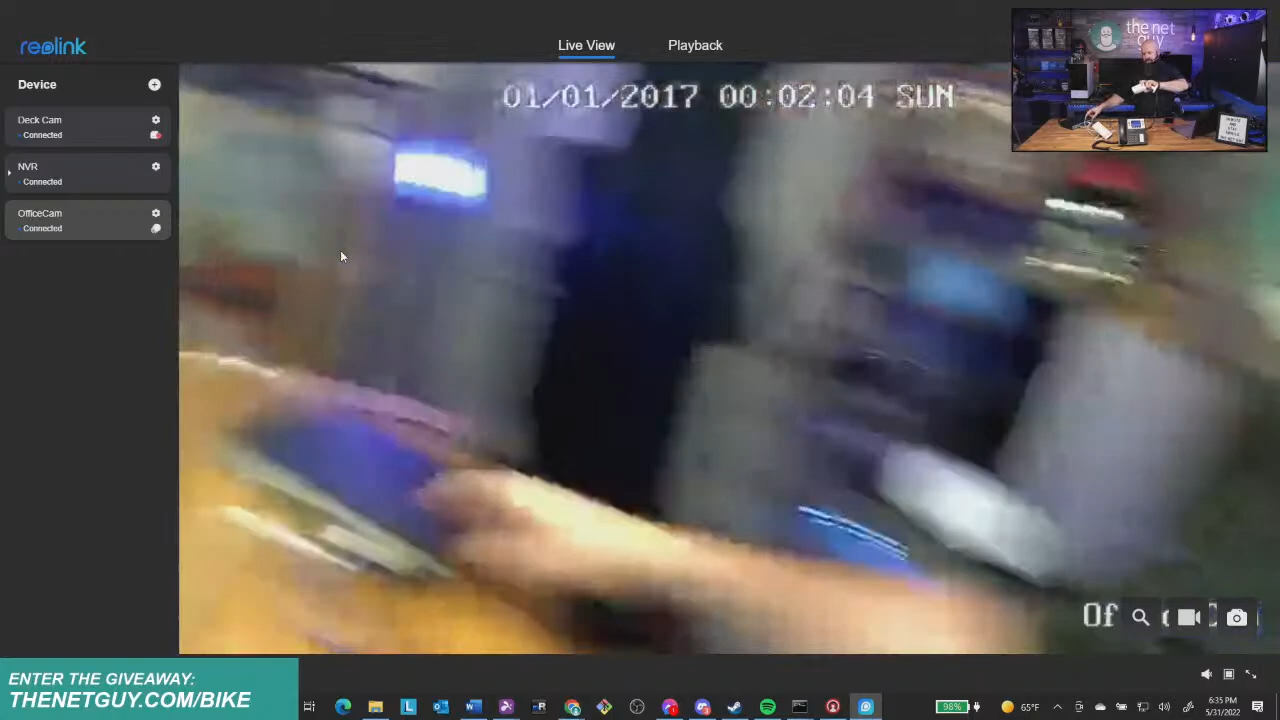 reolink
Live View
Playback
the net
guy
Device
Deck Cam
Connected
NVR
Connected
OfficeCam
Connected
01/01/2017 00:02:04 SUN
Of
ENTER THE GIVEAWAY:
THENETGUY.COM/BIKE
98%
65°F
6:35 PM
5/31/2022